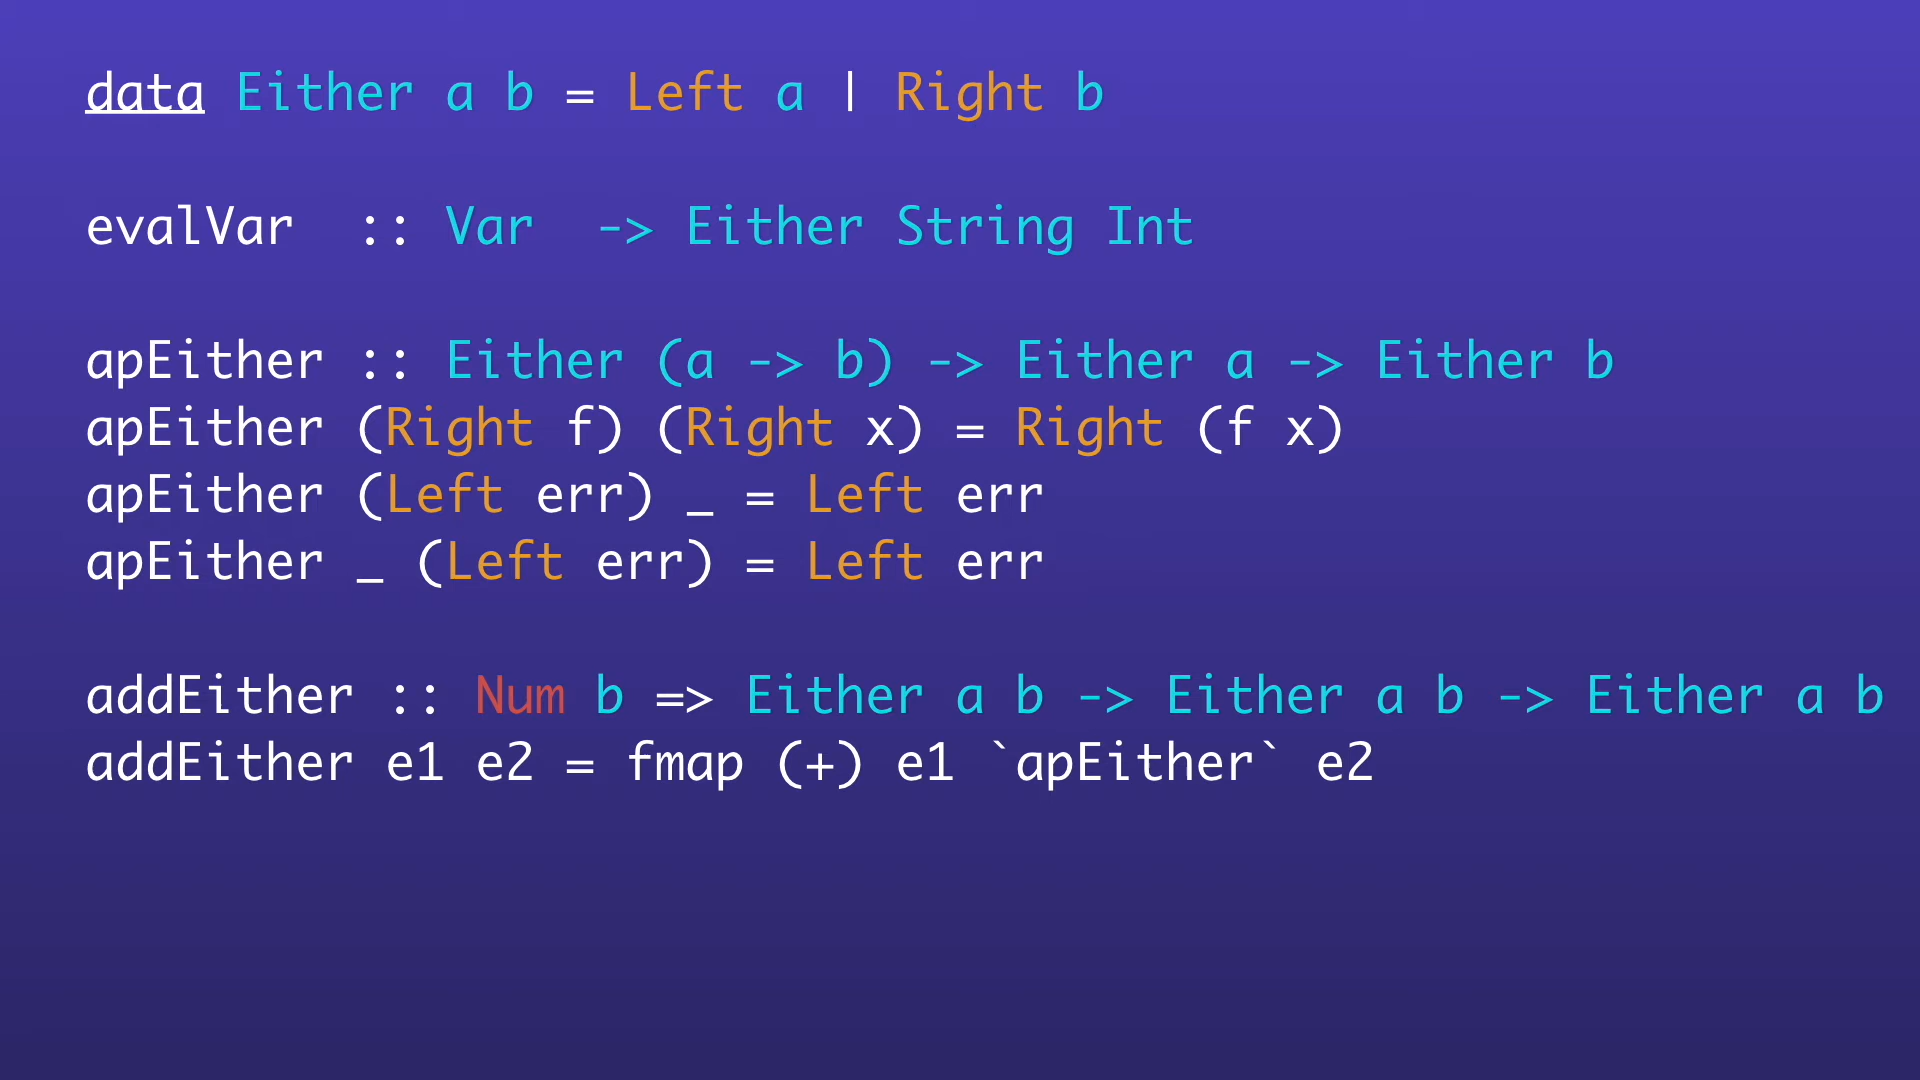 data Either a b = Left a | Right b
evalVar  :: Var  -> Either String Int
apEither :: Either (a -> b) -> Either a -> Either b
apEither (Right f) (Right x) = Right (f x)
apEither (Left err) _ = Left err
apEither _ (Left err) = Left err
addEither :: Num b => Either a b -> Either a b -> Either a b
addEither e1 e2 = fmap (+) e1 `apEither` e2